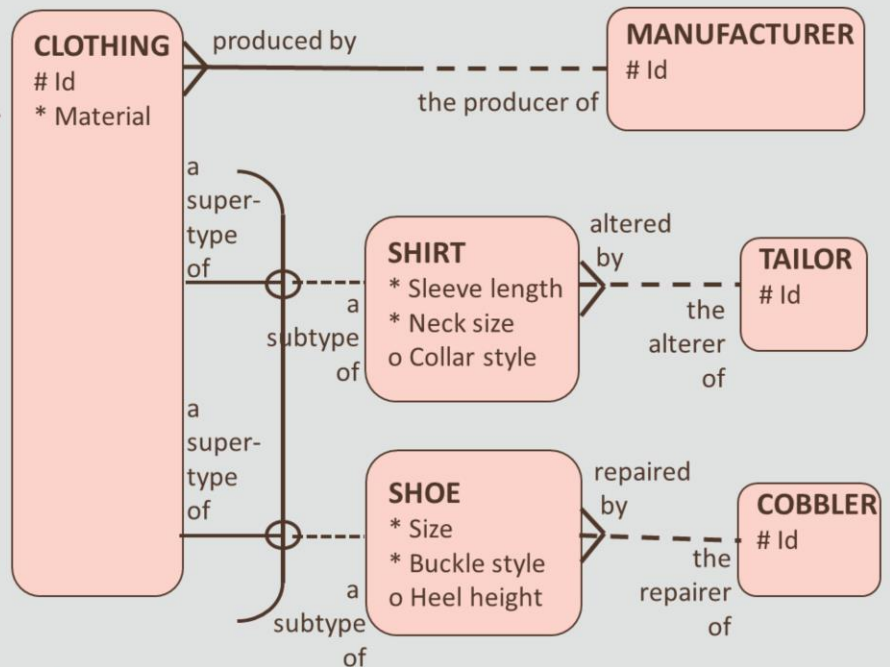 CLOTHING
# Id
* Material
produced by
the producer of
MANUFACTURER
# Id
a
super-
type
of
a
subtype
of
SHIRT
* Sleeve length
* Neck size
o Collar style
altered
by
the
alterer
of
TAILOR
# Id
a
super-
type
of
a
subtype
of
SHOE
* Size
* Buckle style
o Heel height
repaired
by
the
repairer
of
COBBLER
# Id